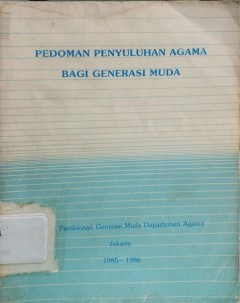 PEDOMAN PENYULUHAN AGAMA
BAGI GENERASI MUDA
Pembinaan Generasi Muda Departemen Agama
Jakarta
1985—1986